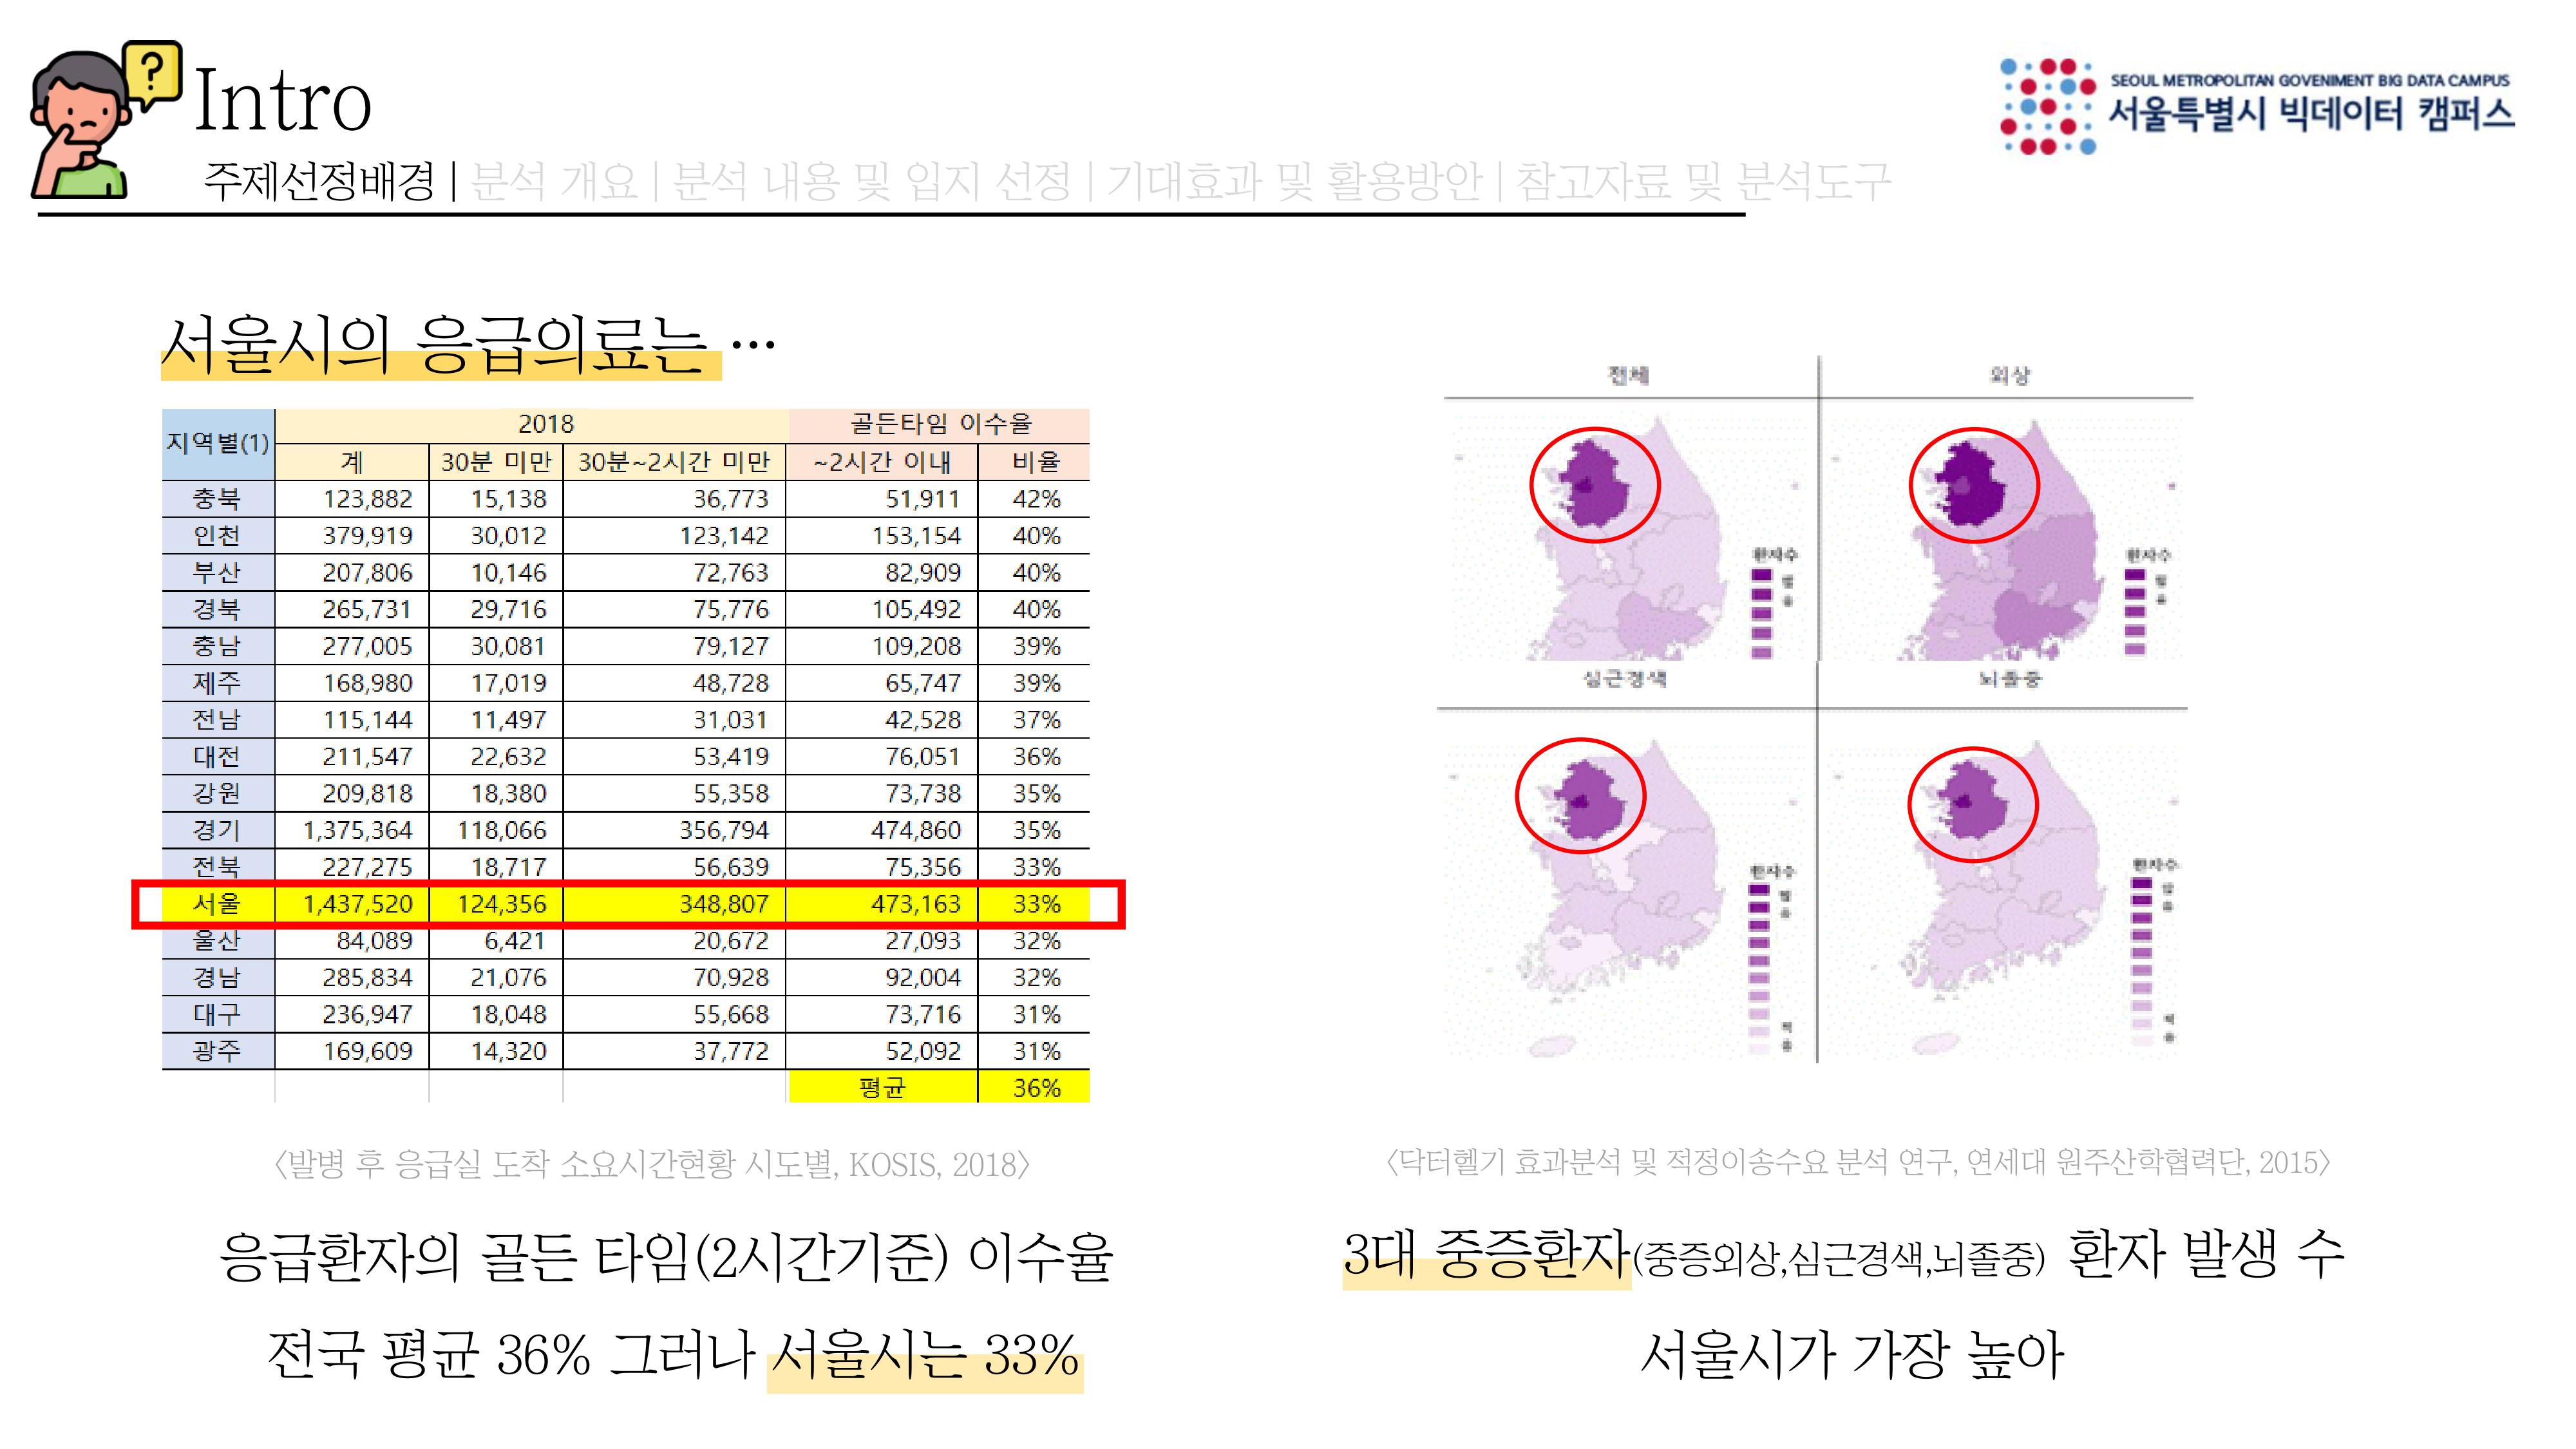 ?
Intro
SEOUL METROPOLITAN GOVENIMENT BIG DATA CAMPUS
서울특별시 빅데이터 캠퍼스
주제선정배경 | 분석 개요 | 분석 내용 및 입지 선정 | 기대효과 및 활용방안 | 참고자료 및 분석도구
서울시의 응급의료는 …
지역별(1) 2018 골든타임 이수율
계 30분 미만 30분~2시간 미만 ~2시간 이내 비율
충북 123,882 15,138 36,773 51,911 42%
인천 379,919 30,012 123,142 153,154 40%
부산 207,806 10,146 72,763 82,909 40%
경북 265,731 29,716 75,776 105,492 40%
충남 277,005 30,081 79,127 109,208 39%
제주 168,980 17,019 48,728 65,747 39%
전남 115,144 11,497 31,031 42,528 37%
대전 211,547 22,632 53,419 76,051 36%
강원 209,818 18,380 55,358 73,738 35%
경기 1,375,364 118,066 356,794 474,860 35%
전북 227,275 18,717 56,639 75,356 33%
서울 1,437,520 124,356 348,807 473,163 33%
울산 84,089 6,421 20,672 27,093 32%
경남 285,834 21,076 70,928 92,004 32%
대구 236,947 18,048 55,668 73,716 31%
광주 169,609 14,320 37,772 52,092 31%
평균 36%
<발병 후 응급실 도착 소요시간현황 시도별, KOSIS, 2018>
응급환자의 골든 타임(2시간기준) 이수율
전국 평균 36% 그러나 서울시는 33%
전체
외상
환자수
환자수
심근경색
뇌졸중
환자수
환자수
<닥터헬기 효과분석 및 적정이송수요 분석 연구, 연세대 원주산학협력단, 2015>
3대 중증환자(중증외상,심근경색,뇌졸중) 환자 발생 수
서울시가 가장 높아